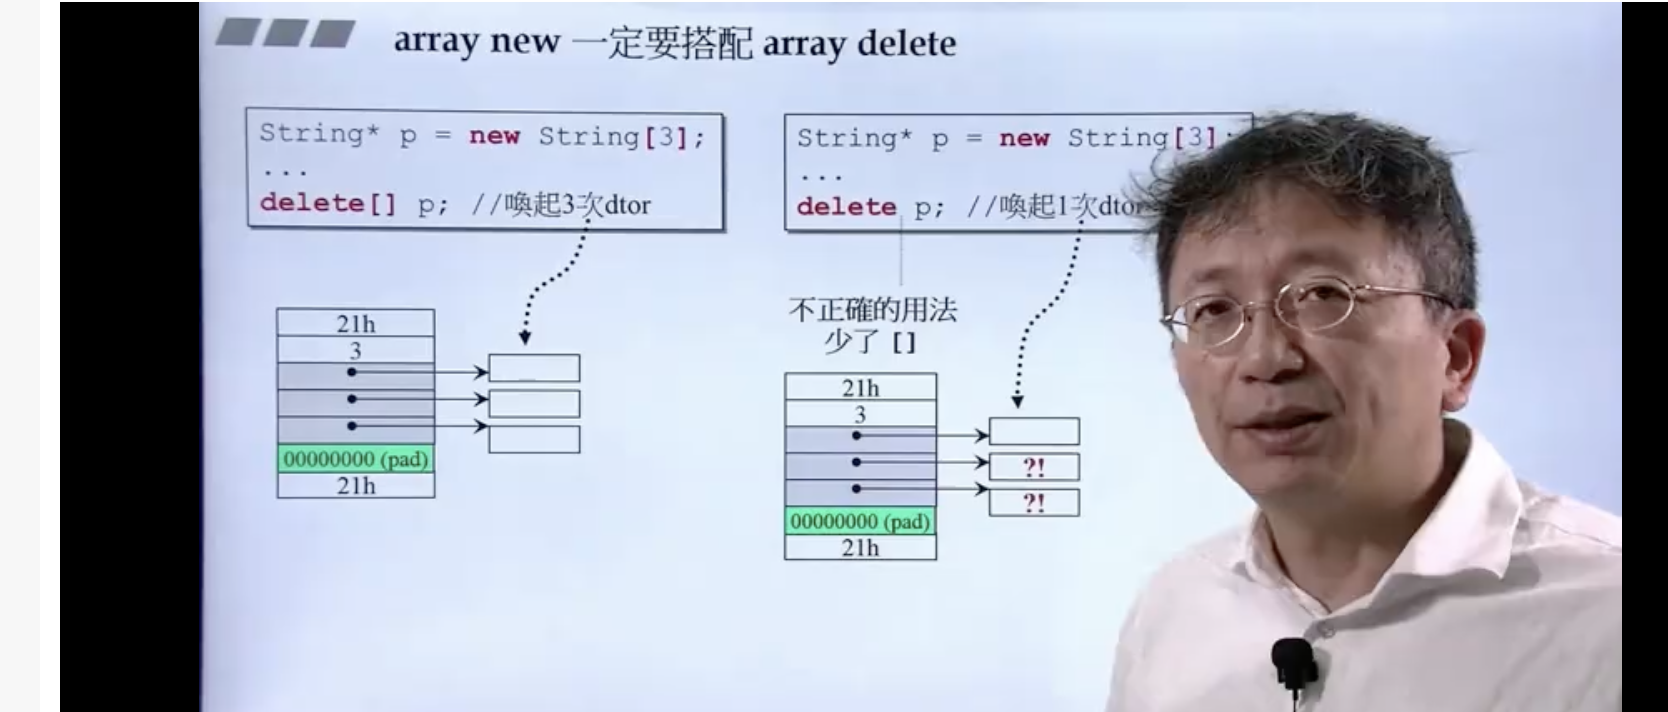 array new 一定要搭配 array delete
String* p = new String[3];
...
delete[] p; //喚起3次dtor
21h
3
00000000 (pad)
21h
String* p = new String[3];
...
delete p; //喚起1次dtor
不正確的用法
少了 []
21h
3
?!
?!
00000000 (pad)
21h